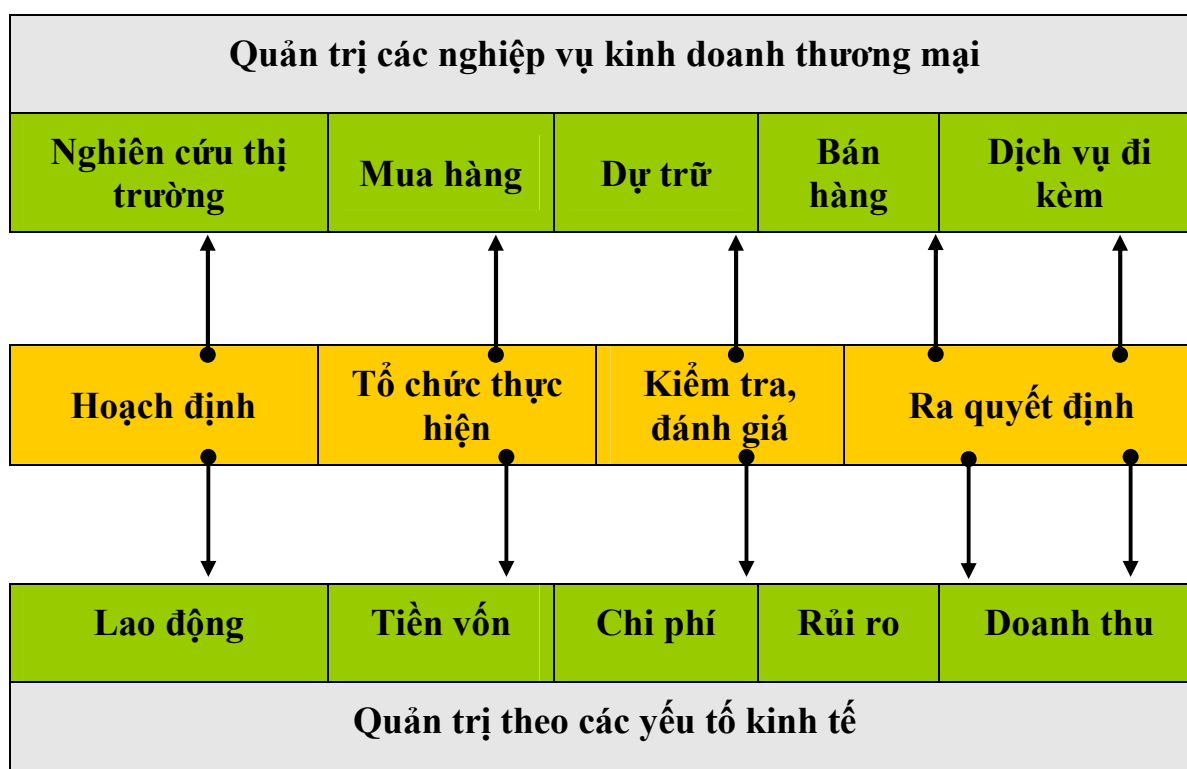 Quản trị các nghiệp vụ kinh doanh thương mại
Nghiên cứu thị
trường
Mua hàng
Dự trữ
Bán
hàng
Dịch vụ đi
kèm
Hoạch định
Tổ chức thực
hiện
Kiểm tra,
đánh giá
Ra quyết định
Lao động
Tiền vốn
Chi phí
Rủi ro
Doanh thu
Quản trị theo các yếu tố kinh tế